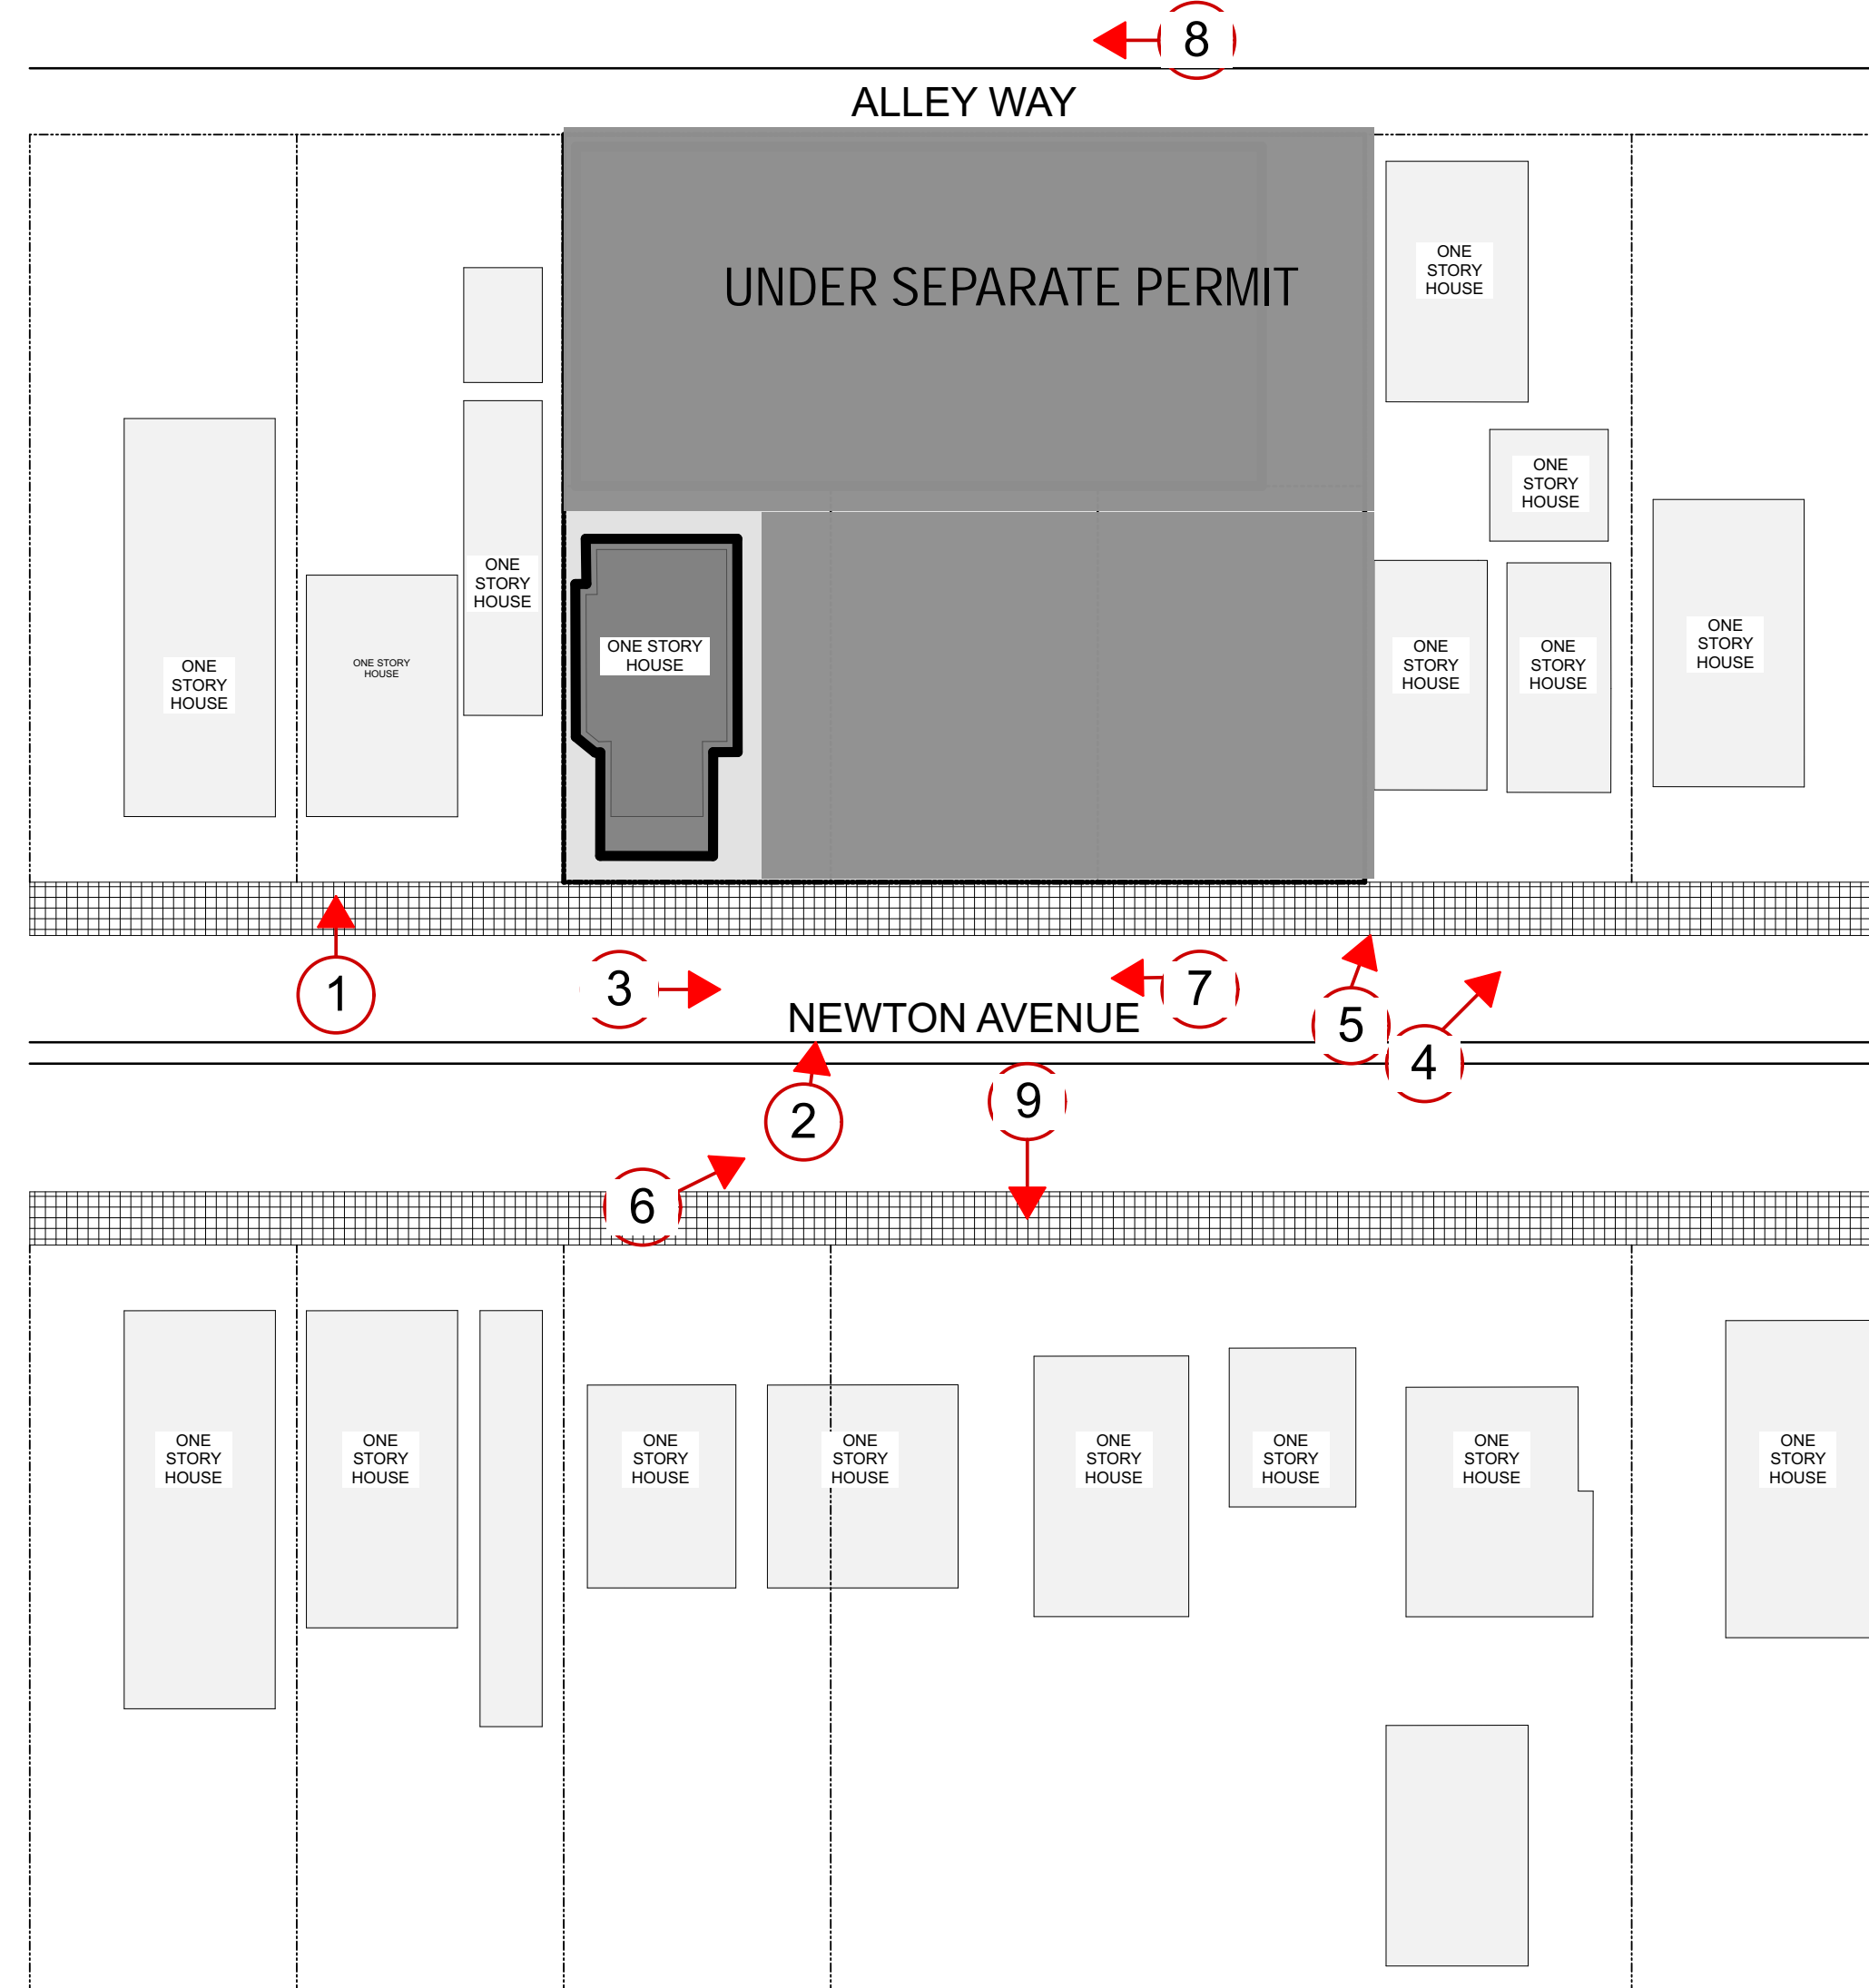 8
ALLEY WAY
UNDER SEPARATE PERMIT
ONE
STORY
HOUSE
ONE
STORY
HOUSE
ONE
STORY
HOUSE
ONE STORY
HOUSE
ONE STORY
HOUSE
ONE
STORY
HOUSE
ONE
STORY
HOUSE
ONE
STORY
HOUSE
ONE
STORY
HOUSE
1
3
7
NEWTON AVENUE
5
4
2
9
6
ONE
STORY
HOUSE
ONE
STORY
HOUSE
ONE
STORY
HOUSE
ONE
STORY
HOUSE
ONE
STORY
HOUSE
ONE
STORY
HOUSE
ONE
STORY
HOUSE
ONE
STORY
HOUSE